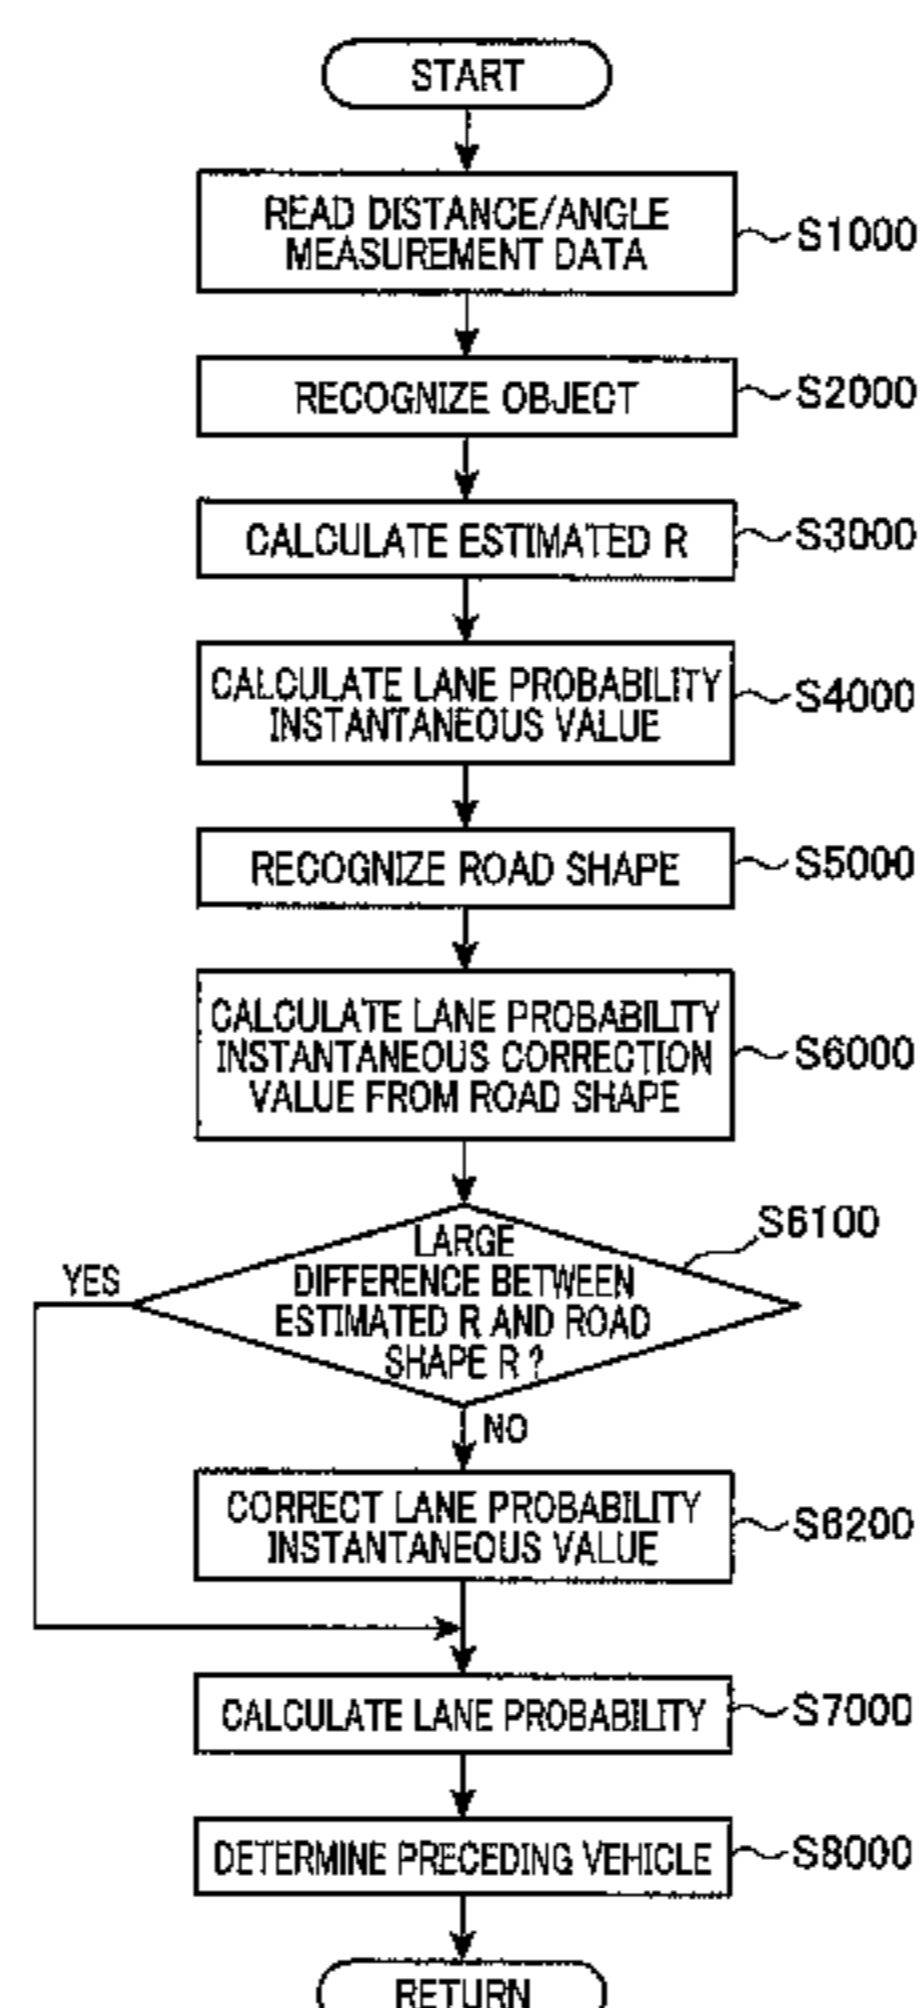 START
READ DISTANCE/ANGLE
MEASUREMENT DATA
S1000
RECOGNIZE OBJECT
S2000
CALCULATE ESTIMATED R
S3000
CALCULATE LANE PROBABILITY
INSTANTANEOUS VALUE
S4000
RECOGNIZE ROAD SHAPE
S5000
CALCULATE LANE PROBABILITY
INSTANTANEOUS CORRECTION
VALUE FROM ROAD SHAPE
S6000
S6100
LARGE
DIFFERENCE BETWEEN
ESTIMATED R AND ROAD
SHAPE R ?
YES
NO
CORRECT LANE PROBABILITY
INSTANTANEOUS VALUE
S6200
CALCULATE LANE PROBABILITY
S7000
DETERMINE PRECEDING VEHICLE
S8000
RETURN